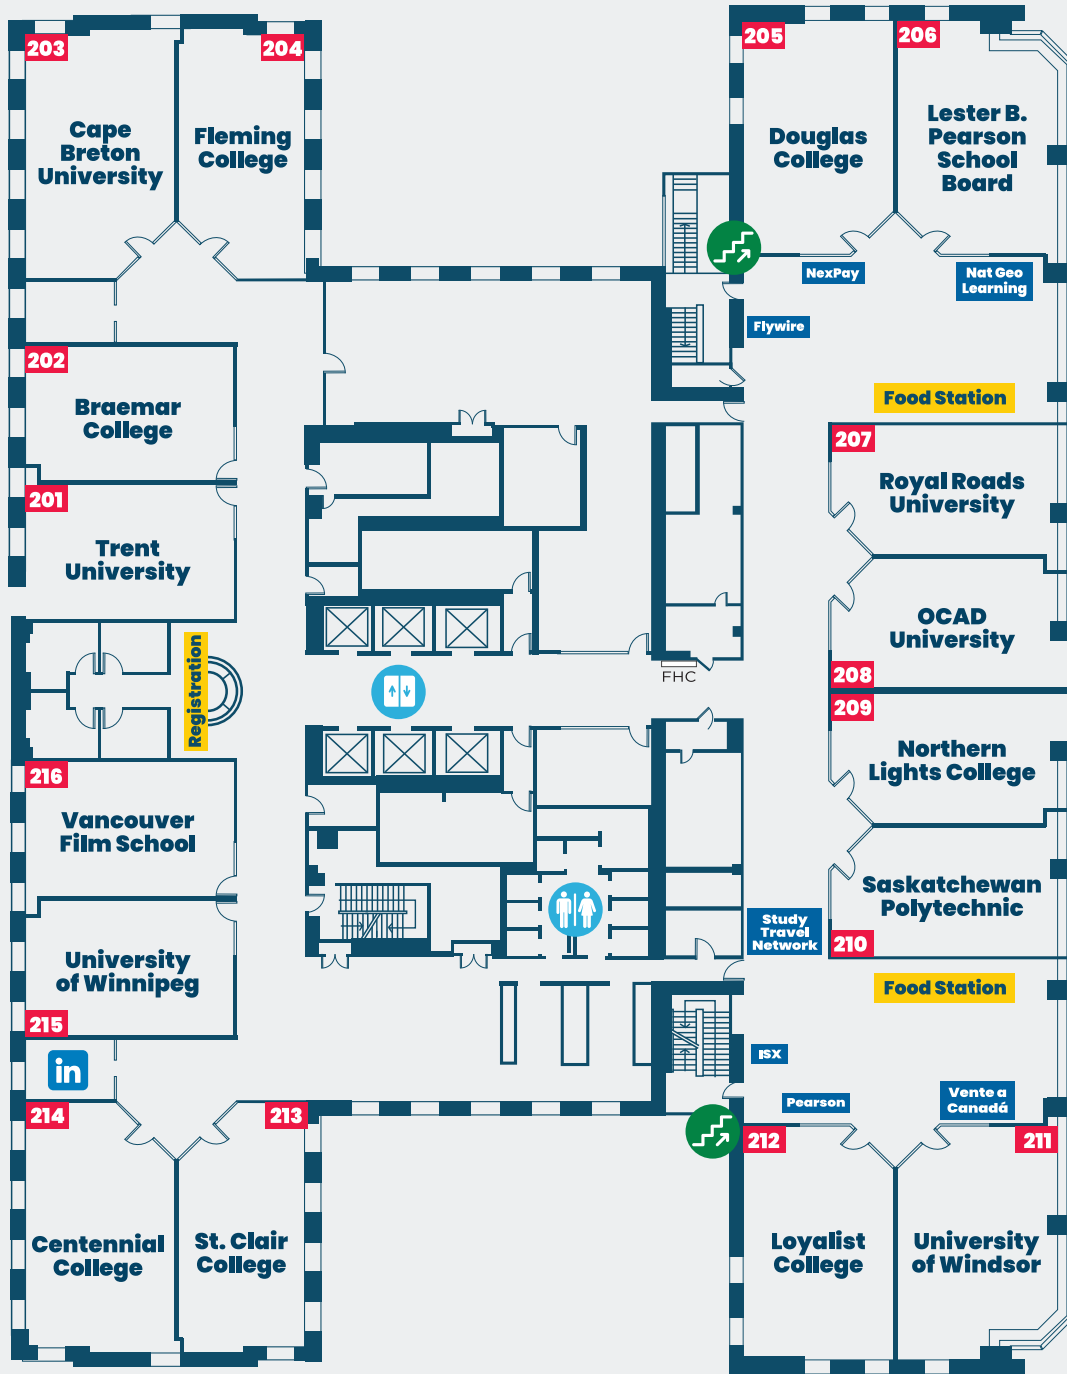 203
Cape
Breton
University
204
Fleming
College
205
Douglas
College
206
Lester B.
Pearson
School
Board
NexPay
Nat Geo
Learning
Flywire
202
Braemar
College
Food Station
207
Royal Roads
University
201
Trent
University
OCAD
University
208
Registration
FHC
209
Northern
Lights College
216
Vancouver
Film School
Saskatchewan
Polytechnic
210
Study
Travel
Network
University
of Winnipeg
215
Food Station
in
ISX
Pearson
Vente a
Canadá
214
Centennial
College
213
St. Clair
College
212
Loyalist
College
211
University
of Windsor